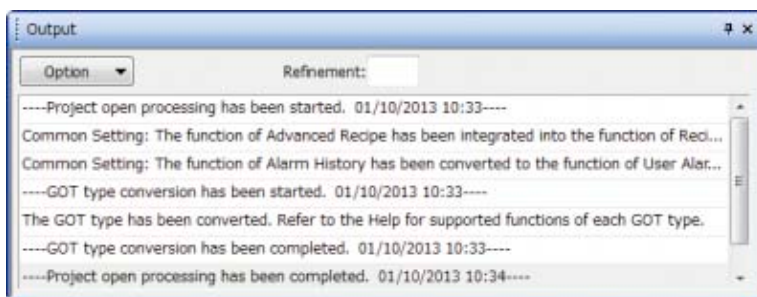 Output
Option Refinement:
----Project open processing has been started. 01/10/2013 10:33----
Common Setting: The function of Advanced Recipe has been integrated into the function of Reci...
Common Setting: The function of Alarm History has been converted to the function of User Alar...
----GOT type conversion has been started. 01/10/2013 10:33----
The GOT type has been converted. Refer to the Help for supported functions of each GOT type.
----GOT type conversion has been completed. 01/10/2013 10:33----
----Project open processing has been completed. 01/10/2013 10:34----